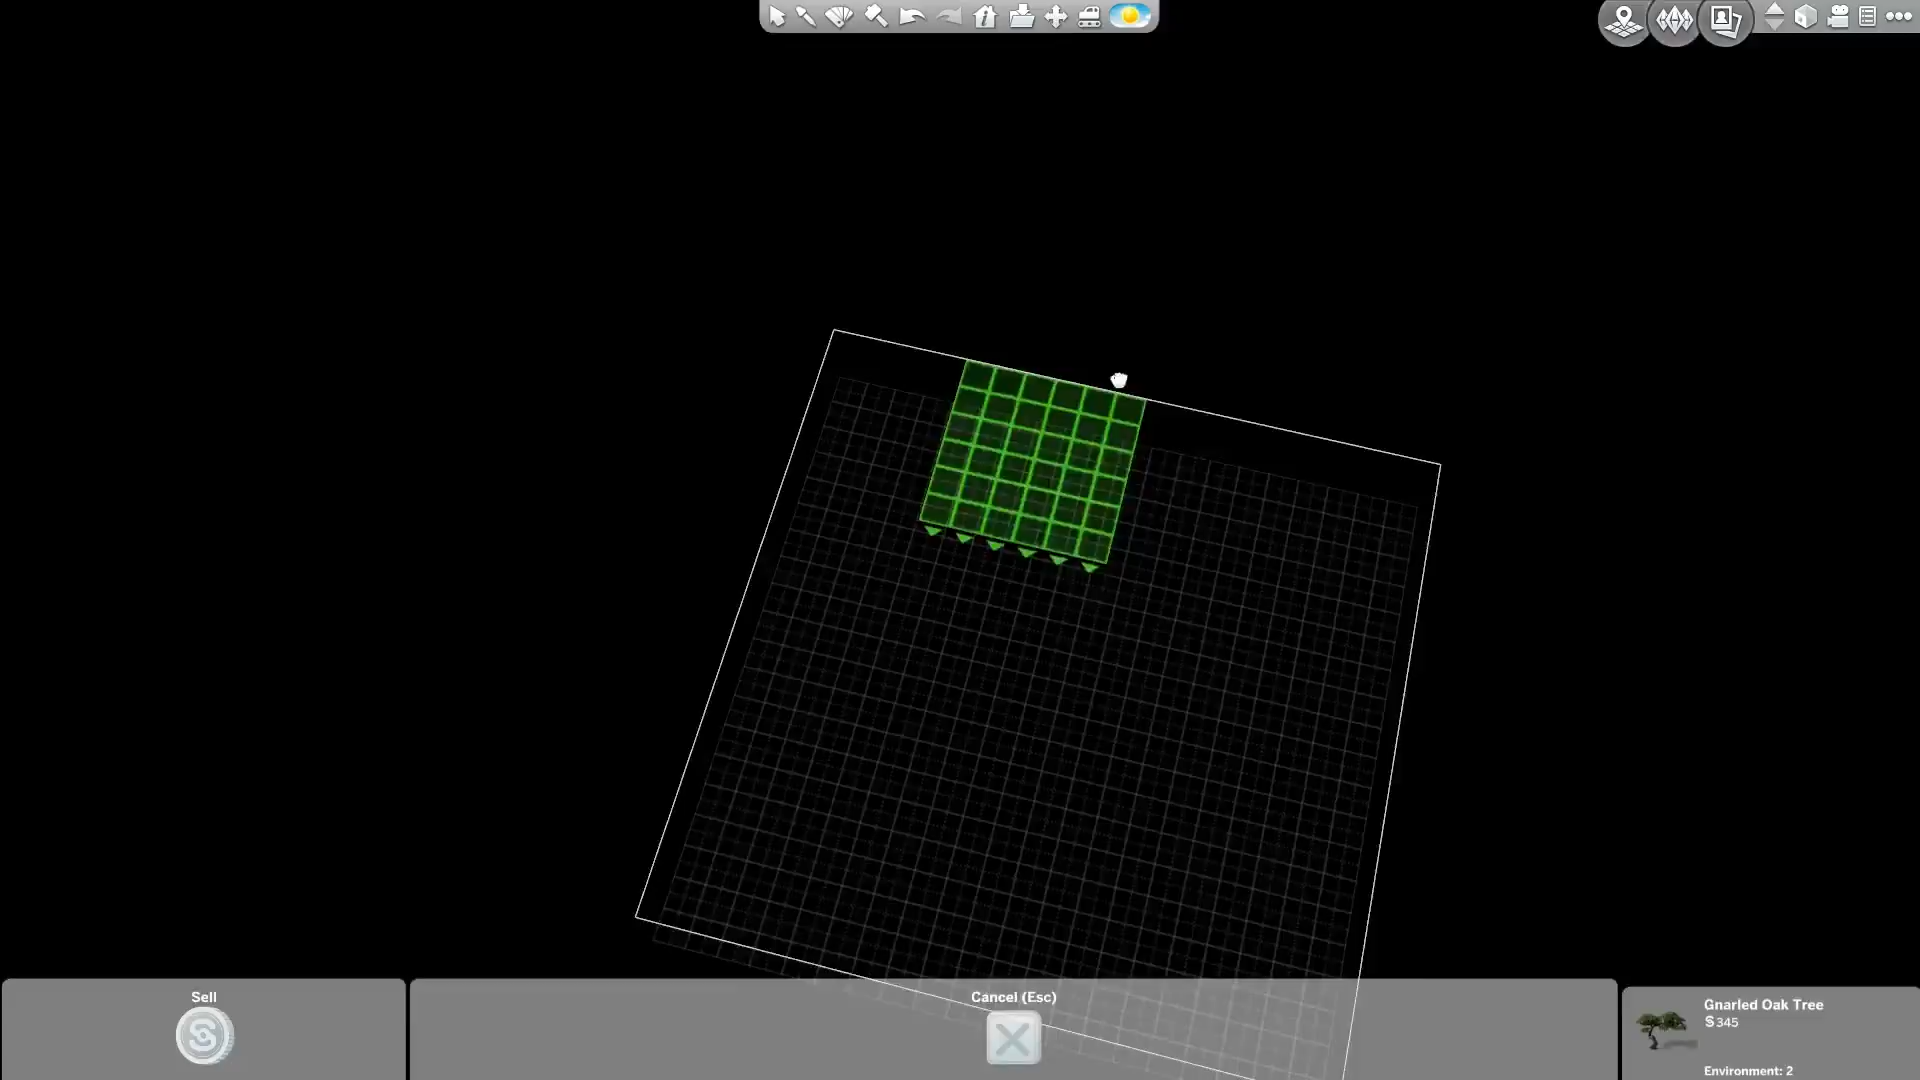 Sell
Cancel (Esc)
Gnarled Oak Tree
§345
Environment: 2